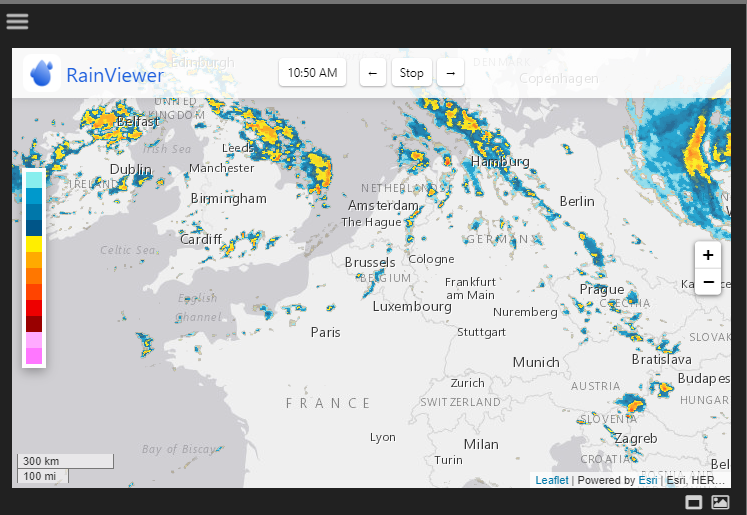 Edinburgh
DENMARK
RainViewer
10:50 AM
←
Stop
→
Copenhagen
UNITED
KINGDOM
Belfast
Irish Sea
Leeds
Hamburg
Dublin
Manchester
IRELAND
NETHERLANDS
Birmingham
Amsterdam
Berlin
The Hague
Cardiff
GERMANY
Celtic Sea
+
Brussels
Cologne
BELGIUM
−
Frankfurt
am Main
Prague
English
Channel
CZECHIA
Luxembourg
Nuremberg
Paris
Stuttgart
SLOVAK
Munich
Bratislava
Zurich
Budapes
AUSTRIA
FRANCE
SWITZERLAND
HUNGAR
SLOVENIA
Lyon
Milan
Zagreb
Bay of Biscay
Turin
CROATIA
Bel
300 km
100 mi
Leaflet | Powered by Esri | Esri, HER...